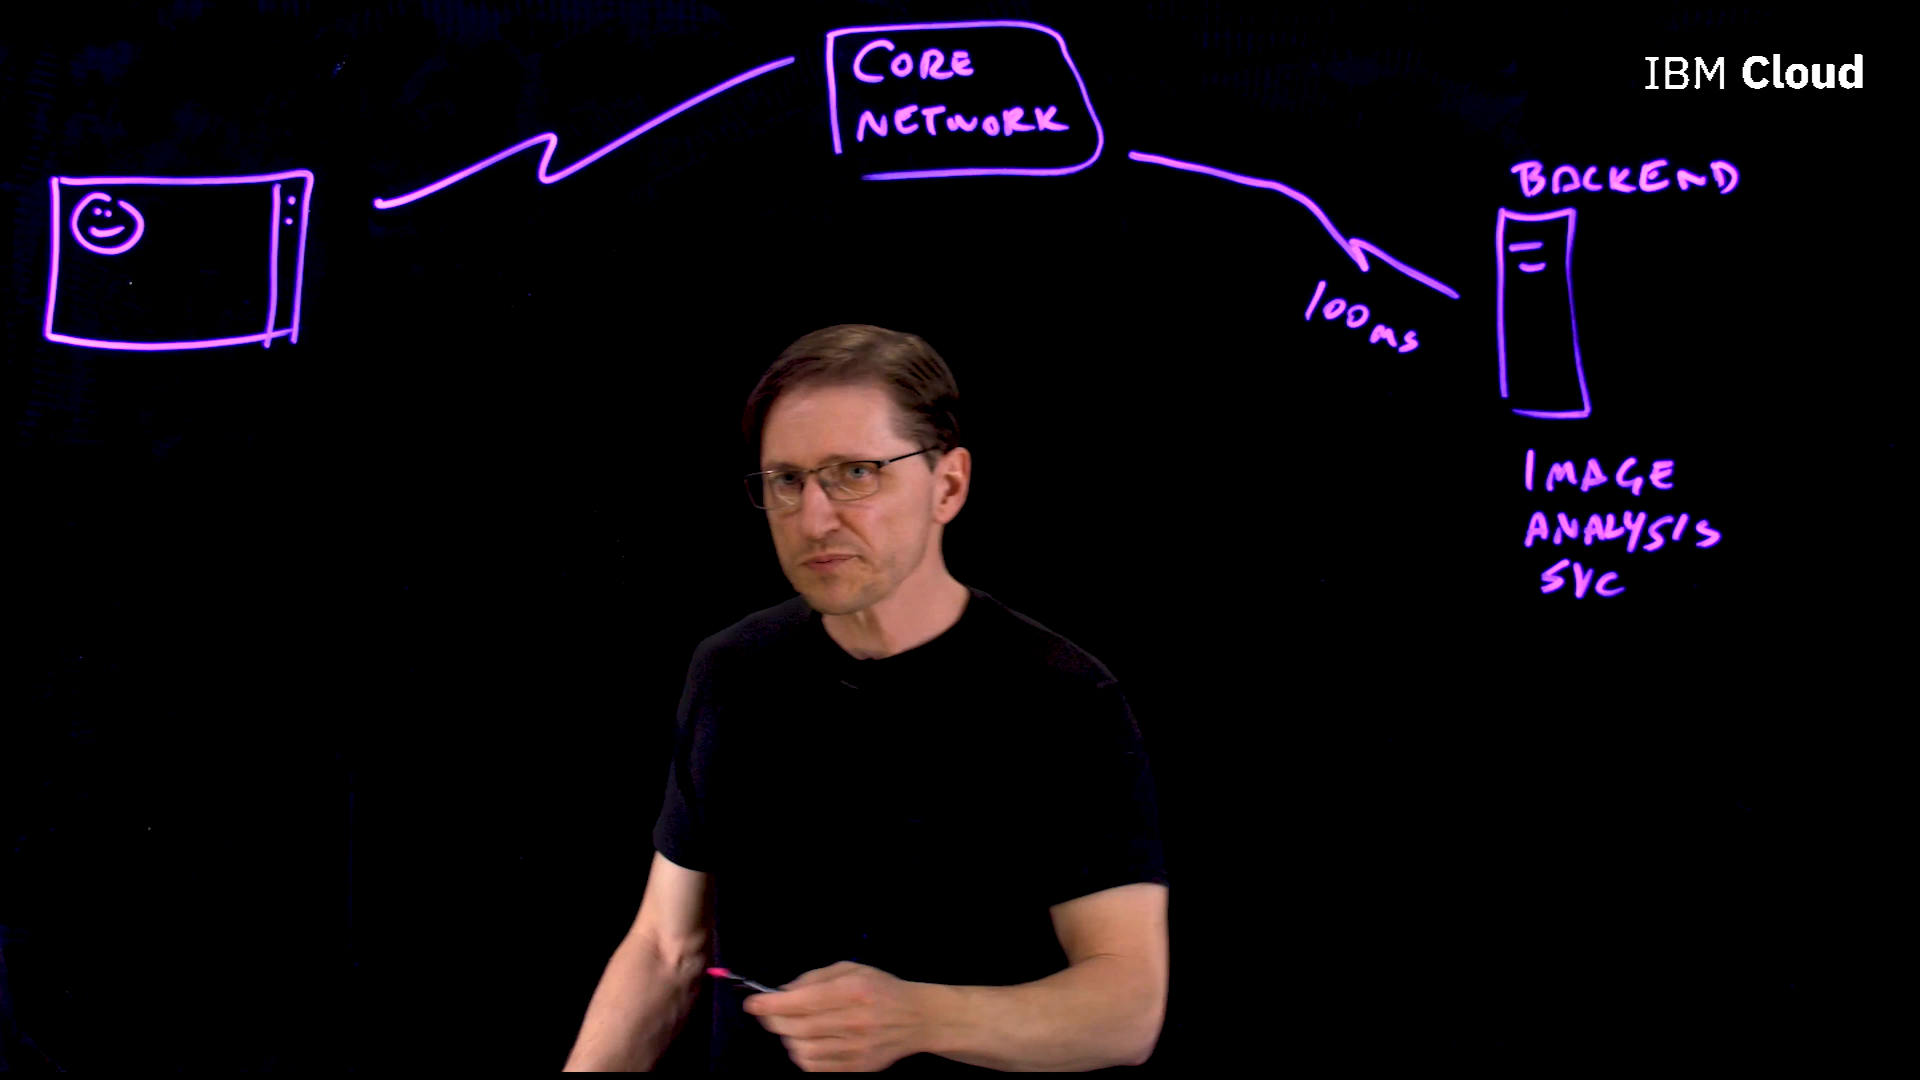 CORE
NETWORK
IBM Cloud
BACKEND
100ms
IMAGE
ANALYSIS
SVC